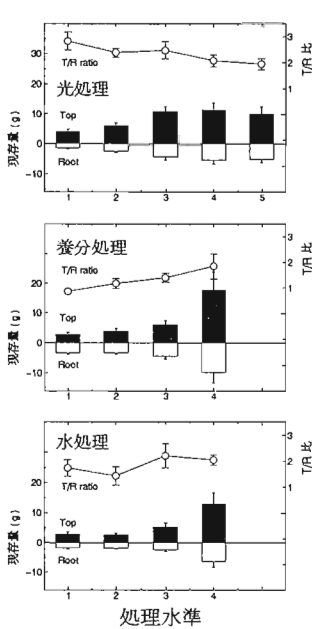 30
20
10
0
-10
現存量(g)
T/R ratio
光処理
Top
Root
3
2
1
T/R 比
1 2 3 4 5
養分処理
T/R ratio
20
10
0
-10
現存量(g)
Top
Root
3
2
1
T/R 比
1 2 3 4
水処理
T/R ratio
20
10
0
-10
現存量(g)
Top
Root
3
2
1
T/R 比
1 2 3 4
処理水準